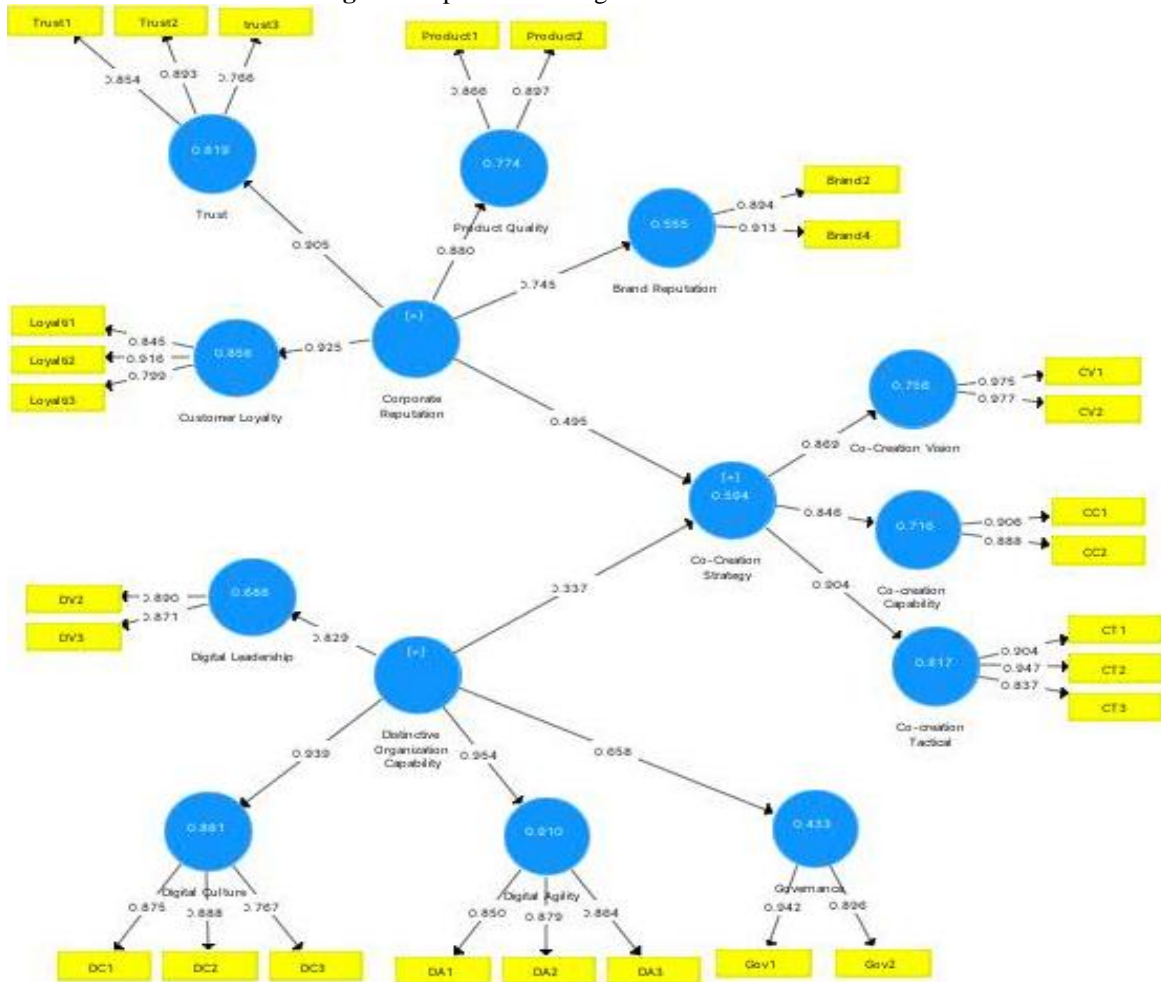 Trust1 Trust2 trust3
Product1 Product2
0.854 0.893 0.766
0.866 0.897
0.819
0.774
Trust
Product Quality
Brand2
0.894
0.555
0.913
Brand4
Brand Reputation
0.905
0.880
0.745
Loyalti1
0.845
Loyalti2
0.916
Loyalti3
0.799
0.856
0.925
[+]
Customer Loyalty
Corporate
Reputation
0.495
0.756
0.975
CV1
0.977
CV2
0.869
Co-Creation Vision
[+]
0.594
0.846
0.716
0.906
CC1
0.888
CC2
Co-Creation
Strategy
Co-creation
Capability
0.337
0.904
DV2
0.890
DV3
0.871
0.686
Digital Leadership
0.829
[+]
0.817
0.904
CT1
0.947
CT2
0.837
CT3
Co-creation
Tactical
Distinctive
Organization
Capability
0.939
0.954
0.658
0.881
0.910
0.433
Digital Culture
Digital Agility
Governance
0.875 0.888 0.767
0.850 0.879 0.864
0.942 0.896
DC1 DC2 DC3
DA1 DA2 DA3
Gov1 Gov2